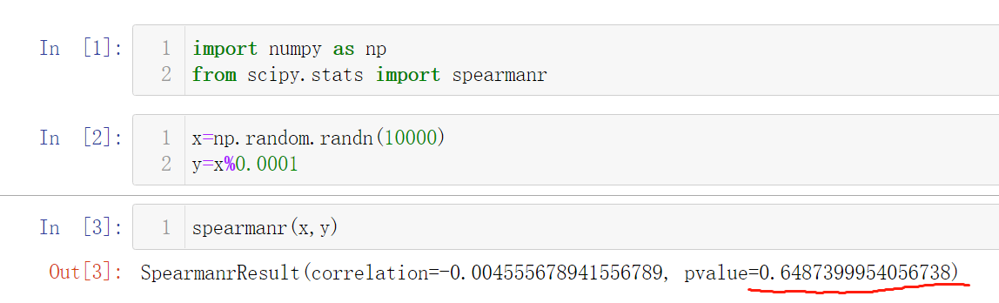 In [1]:
1 import numpy as np
2 from scipy.stats import spearmanr
In [2]:
1 x=np.random.randn(10000)
2 y=x%0.0001
In [3]:
1 spearmanr(x,y)
Out[3]: SpearmanrResult(correlation=-0.004555678941556789, pvalue=0.6487399954056738)